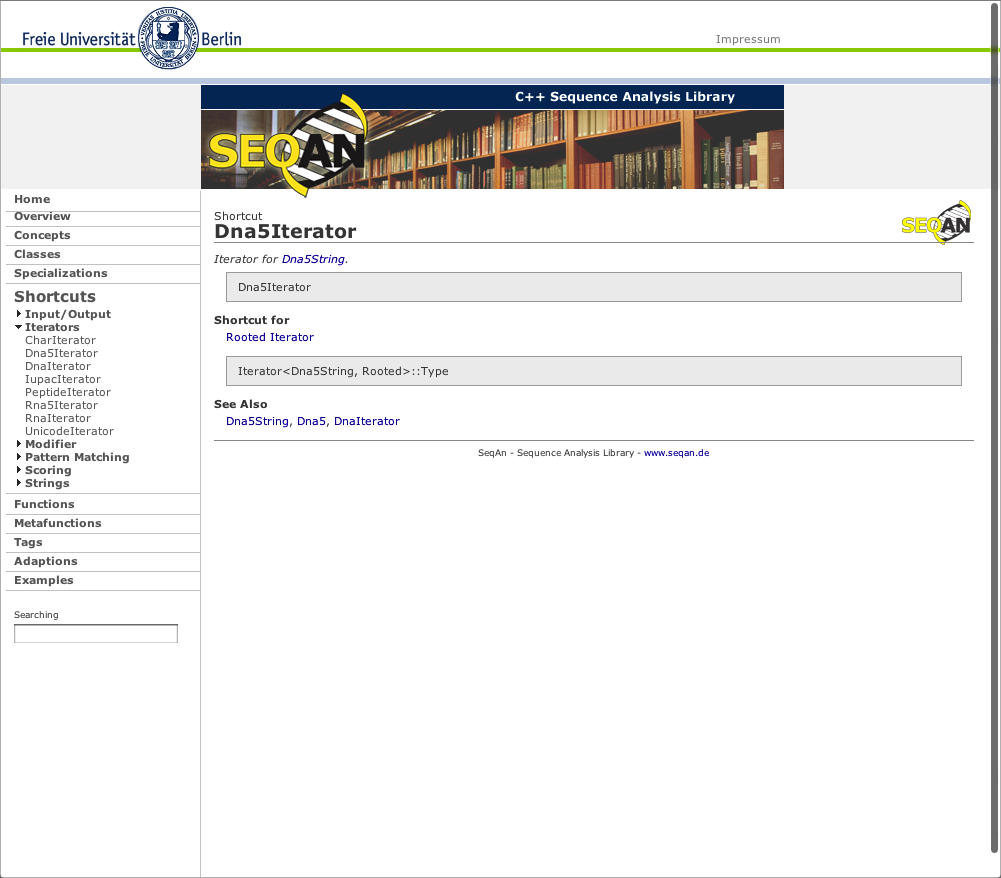 Freie Universität Berlin
Impressum
C++ Sequence Analysis Library
SEQAN
Home
Overview
Concepts
Classes
Specializations
Shortcuts
Input/Output
Iterators
CharIterator
Dna5Iterator
DnaIterator
IupacIterator
PeptideIterator
Rna5Iterator
RnaIterator
UnicodeIterator
Modifier
Pattern Matching
Scoring
Strings
Functions
Metafunctions
Tags
Adaptions
Examples
Searching
Shortcut
Dna5Iterator
SEQAN
Iterator for Dna5String.
Dna5Iterator
Shortcut for
Rooted Iterator
Iterator<Dna5String, Rooted>::Type
See Also
Dna5String, Dna5, DnaIterator
SeqAn - Sequence Analysis Library - www.seqan.de